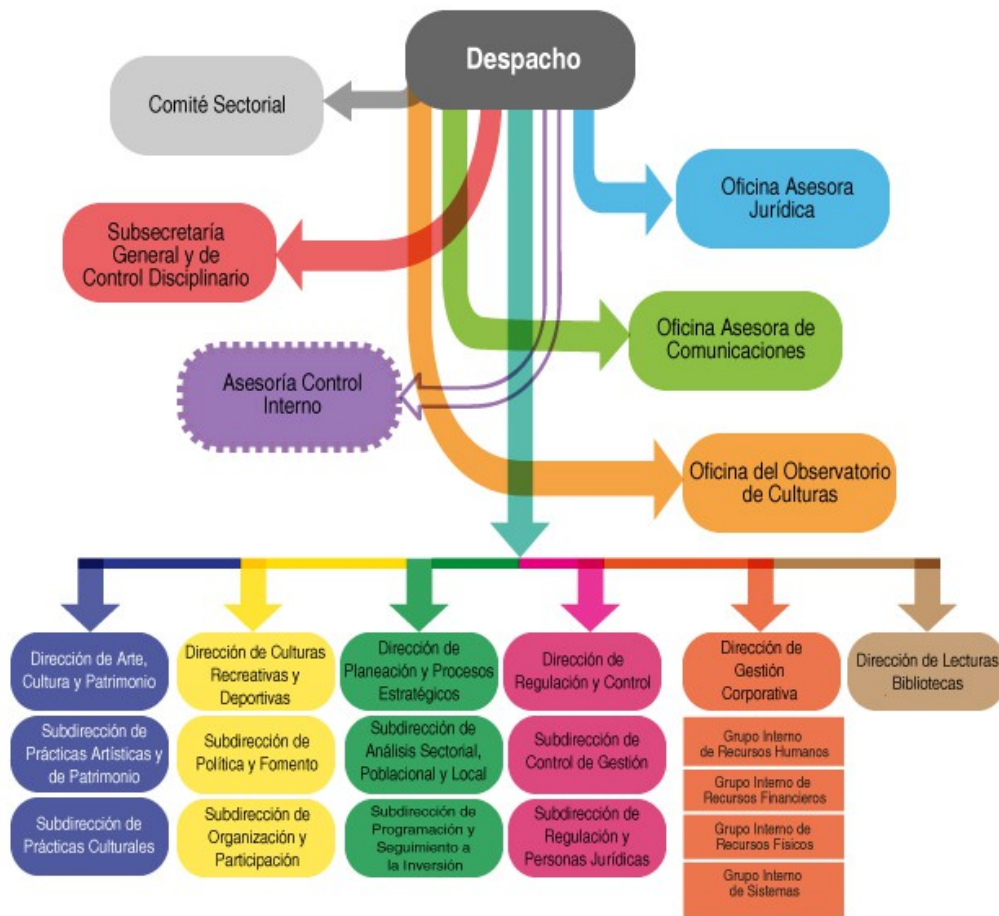 Despacho
Comité Sectorial
Oficina Asesora
Jurídica
Subsecretaría
General y de
Control Disciplinario
Oficina Asesora de
Comunicaciones
Asesoría Control
Interno
Oficina del Observatorio
de Culturas
Dirección de Arte,
Cultura y Patrimonio
Subdirección de
Prácticas Artísticas y
de Patrimonio
Subdirección de
Prácticas Culturales
Dirección de Culturas
Recreativas y
Deportivas
Subdirección de
Política y Fomento
Subdirección de
Organización y
Participación
Dirección de
Planeación y Procesos
Estratégicos
Subdirección de
Análisis Sectorial,
Poblacional y Local
Subdirección de
Programación y
Seguimiento a
la Inversión
Dirección de
Regulación y Control
Subdirección de
Control de Gestión
Subdirección de
Regulación y
Personas Jurídicas
Dirección de
Gestión
Corporativa
Grupo Interno
de Recursos Humanos
Grupo Interno de
Recursos Financieros
Grupo Interno de
Recursos Físicos
Grupo Interno
de Sistemas
Dirección de Lecturas
Bibliotecas